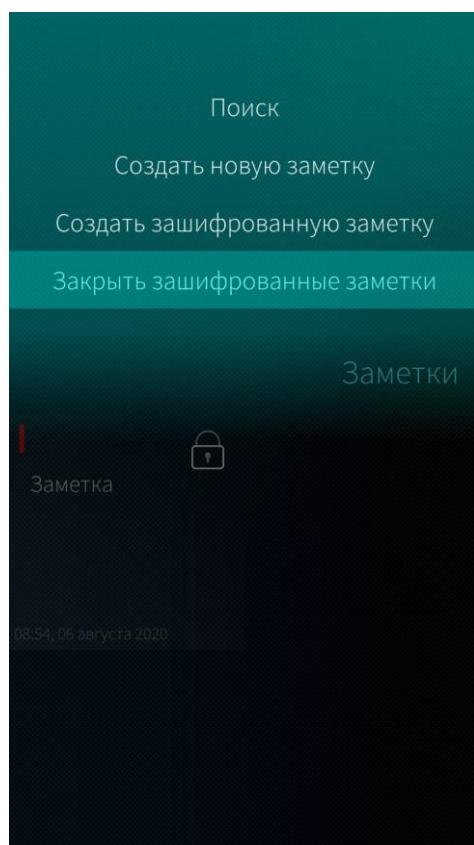 Поиск
Создать новую заметку
Создать зашифрованную заметку
Закрыть зашифрованные заметки
Заметки
Заметка
08:54, 06 августа 2020